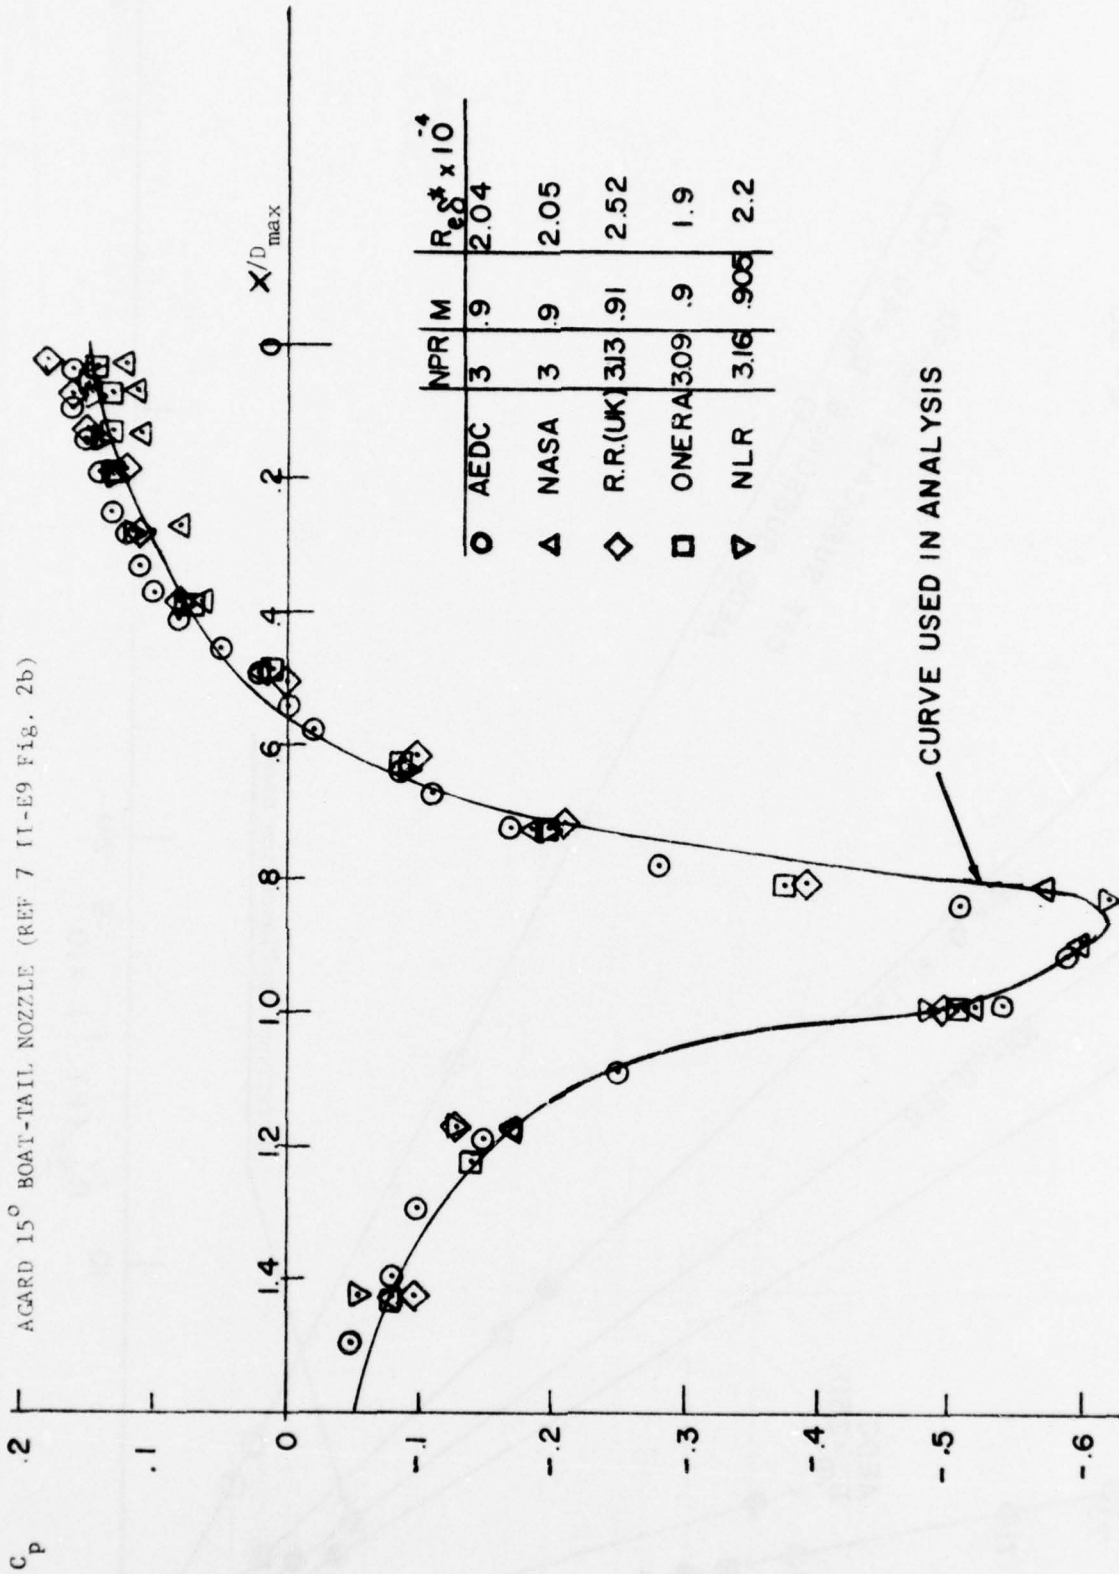 AGARD 15° BOAT-TAIL NOZZLE (REF 7 II-E9 Fig. 2b)
Cp
.2
.1
0
-.1
-.2
-.3
-.4
-.5
-.6
1.4
1.2
1.0
.8
.6
.4
.2
0
X/Dmax
NPR M Reδ* x 10⁻⁴
AEDC 3 .9 2.04
NASA 3 .9 2.05
R.R.(UK) 3.13 .91 2.52
ONERA 3.09 .9 1.9
NLR 3.16 .905 2.2
CURVE USED IN ANALYSIS